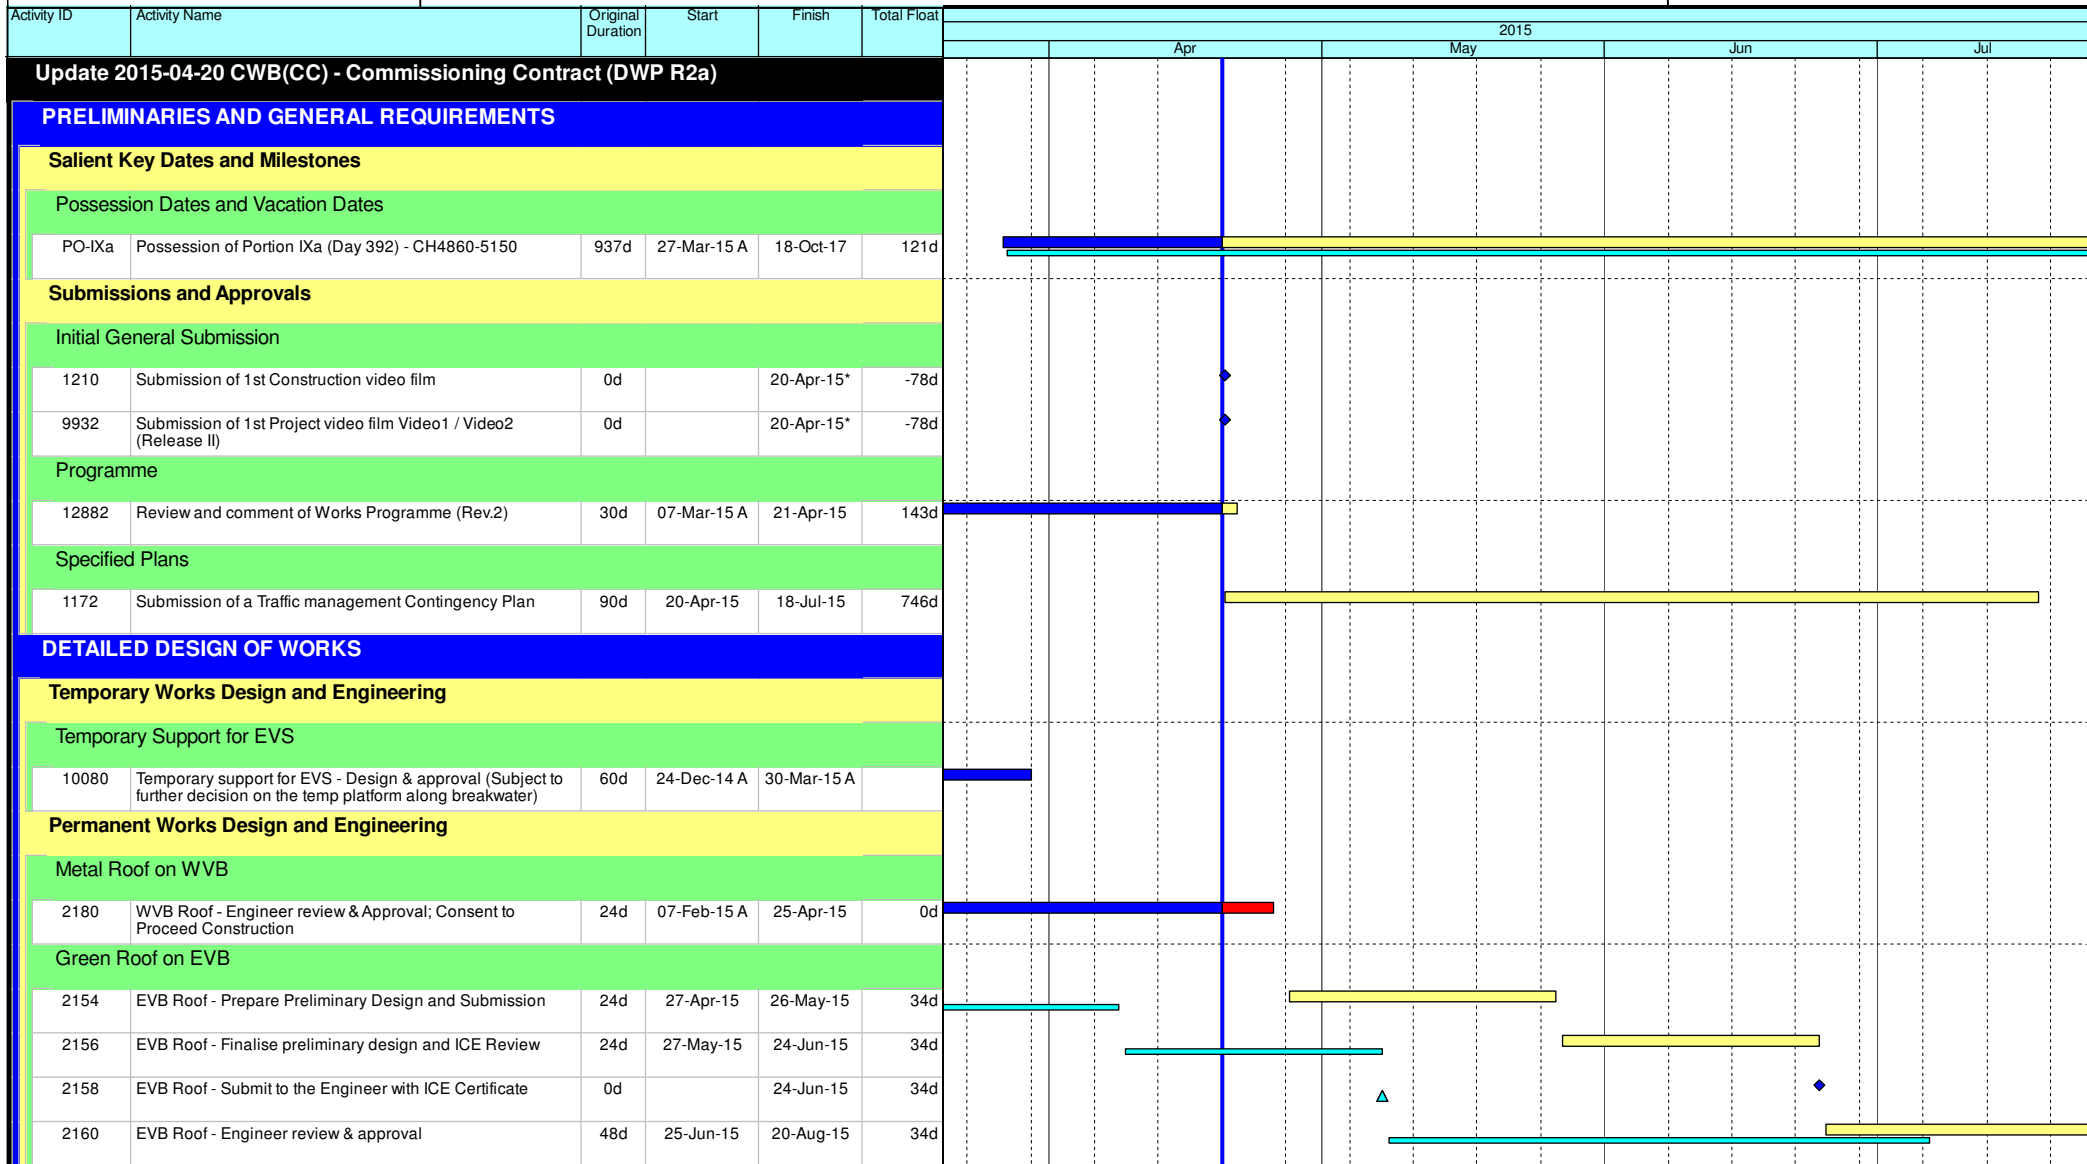 Activity ID Activity Name Original Duration Start Finish Total Float
2015
Apr May Jun Jul
Update 2015-04-20 CWB(CC) - Commissioning Contract (DWP R2a)
PRELIMINARIES AND GENERAL REQUIREMENTS
Salient Key Dates and Milestones
Possession Dates and Vacation Dates
PO-IXa Possession of Portion IXa (Day 392) - CH4860-5150 937d 27-Mar-15 A 18-Oct-17 121d
Submissions and Approvals
Initial General Submission
1210 Submission of 1st Construction video film 0d 20-Apr-15* -78d
9932 Submission of 1st Project video film Video1 / Video2 0d 20-Apr-15* -78d
(Release II)
Programme
12882 Review and comment of Works Programme (Rev.2) 30d 07-Mar-15 A 21-Apr-15 143d
Specified Plans
1172 Submission of a Traffic management Contingency Plan 90d 20-Apr-15 18-Jul-15 746d
DETAILED DESIGN OF WORKS
Temporary Works Design and Engineering
Temporary Support for EVS
10080 Temporary support for EVS - Design & approval (Subject to 60d 24-Dec-14 A 30-Mar-15 A
further decision on the temp platform along breakwater)
Permanent Works Design and Engineering
Metal Roof on WVB
2180 WVB Roof - Engineer review & Approval; Consent to 24d 07-Feb-15 A 25-Apr-15 0d
Proceed Construction
Green Roof on EVB
2154 EVB Roof - Prepare Preliminary Design and Submission 24d 27-Apr-15 26-May-15 34d
2156 EVB Roof - Finalise preliminary design and ICE Review 24d 27-May-15 24-Jun-15 34d
2158 EVB Roof - Submit to the Engineer with ICE Certificate 0d 24-Jun-15 34d
2160 EVB Roof - Engineer review & approval 48d 25-Jun-15 20-Aug-15 34d